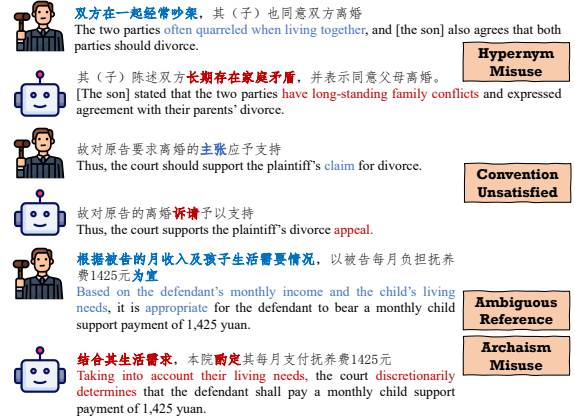 双方在一起经常吵架，其（子）也同意双方离婚
The two parties often quarreled when living together, and [the son] also agrees that both
parties should divorce.
Hypernym
Misuse
其（子）陈述双方长期存在家庭矛盾，并表示同意父母离婚。
[The son] stated that the two parties have long-standing family conflicts and expressed
agreement with their parents' divorce.
故对原告要求离婚的主张应予支持
Thus, the court should support the plaintiff's claim for divorce.
Convention
Unsatisfied
故对原告的离婚诉请予以支持
Thus, the court supports the plaintiff's divorce appeal.
根据被告的月收入及孩子生活需要情况，以被告每月负担抚养
费1425元为宜
Based on the defendant's monthly income and the child's living
needs, it is appropriate for the defendant to bear a monthly child
support payment of 1,425 yuan.
Ambiguous
Reference
Archaism
Misuse
结合其生活需求，本院酌定其每月支付抚养费1425元
Taking into account their living needs, the court discretionarily
determines that the defendant shall pay a monthly child support
payment of 1,425 yuan.